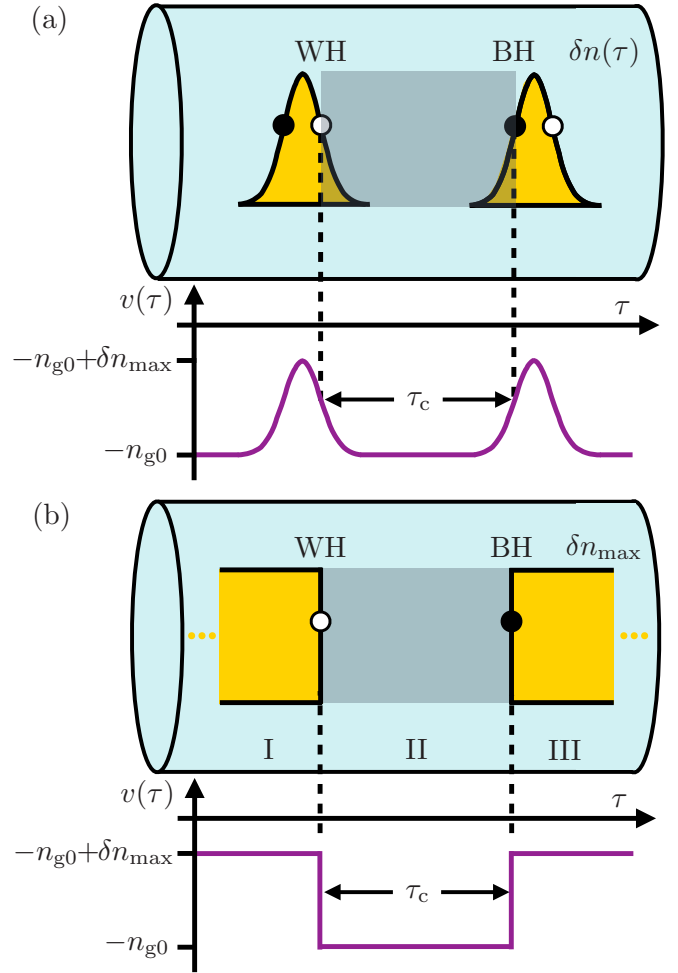 (a)
WH BH δn(τ)
v(τ) τ
−n_g0+δn_max
τ_c
−n_g0
(b)
WH BH δn_max
I II III
v(τ) τ
−n_g0+δn_max
τ_c
−n_g0